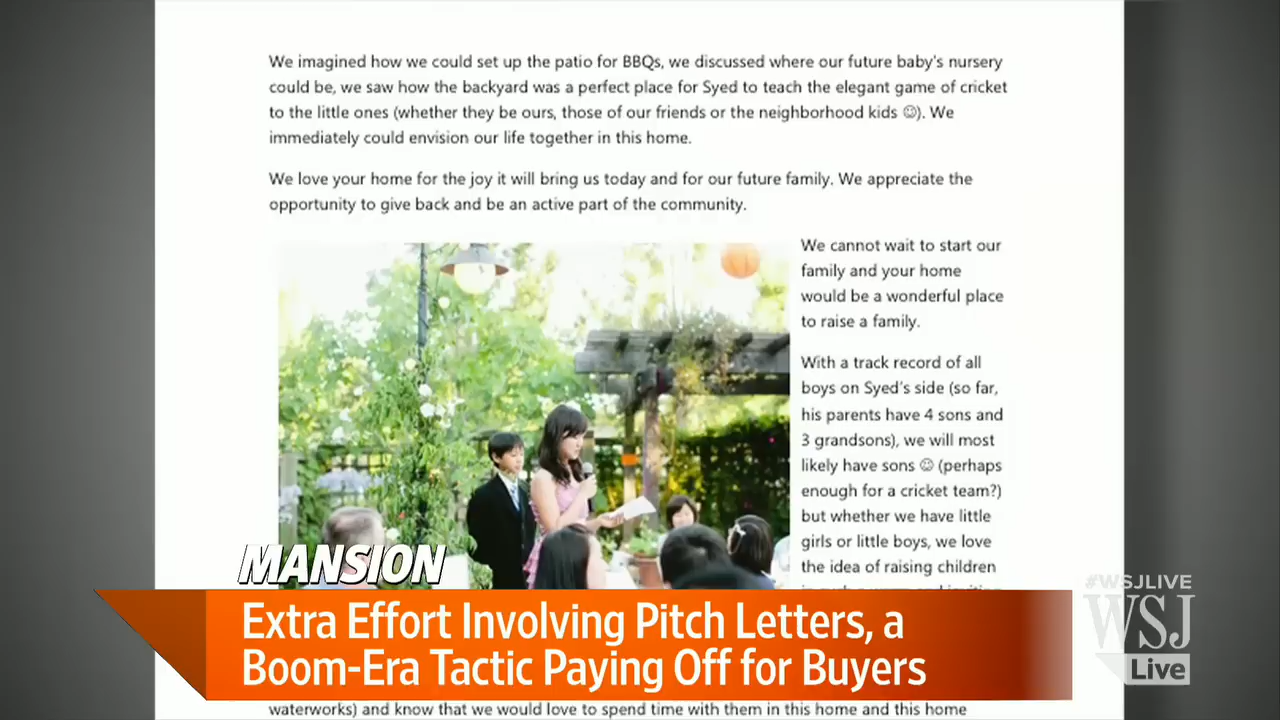 We imagined how we could set up the patio for BBQs, we discussed where our future baby's nursery
could be, we saw how the backyard was a perfect place for Syed to teach the elegant game of cricket
to the little ones (whether they be ours, those of our friends or the neighborhood kids ☺). We
immediately could envision our life together in this home.
We love your home for the joy it will bring us today and for our future family. We appreciate the
opportunity to give back and be an active part of the community.
We cannot wait to start our
family and your home
would be a wonderful place
to raise a family.
With a track record of all
boys on Syed's side (so far,
his parents have 4 sons and
3 grandsons), we will most
likely have sons ☺ (perhaps
enough for a cricket team?)
but whether we have little
girls or little boys, we love
the idea of raising children
MANSION
Extra Effort Involving Pitch Letters, a
Boom-Era Tactic Paying Off for Buyers
#WSJLIVE
WSJ
Live
waterworks) and know that we would love to spend time with them in this home and this home